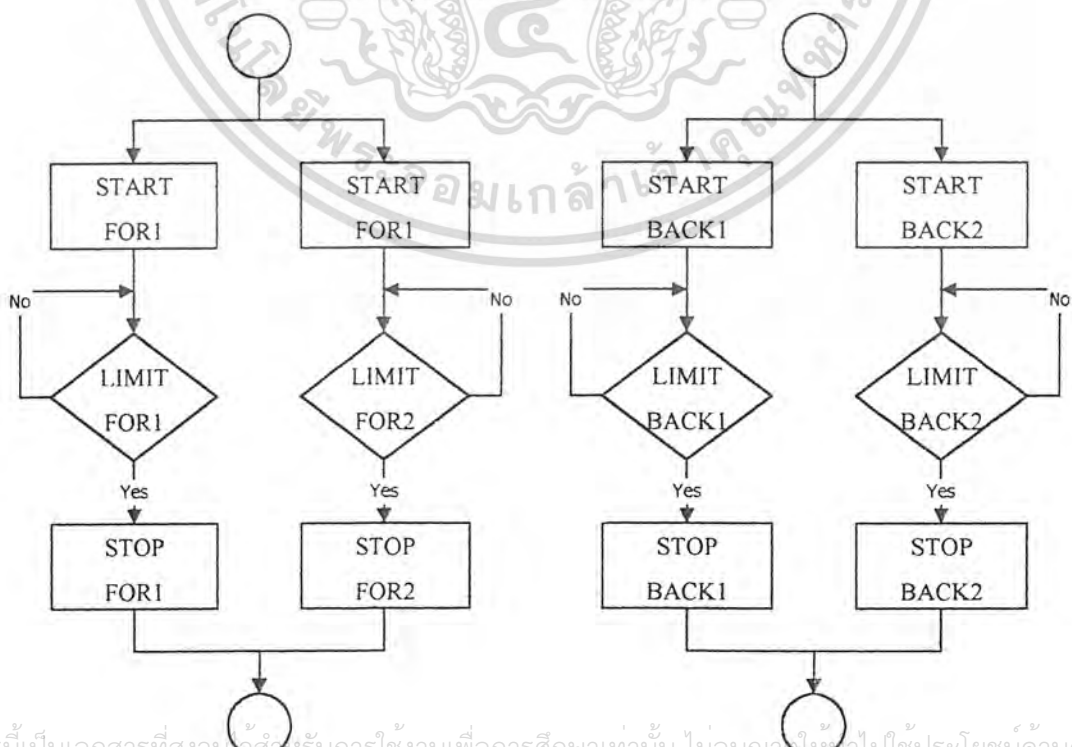 START
FOR1
START
FOR1
START
BACK1
START
BACK2
No
No
No
No
LIMIT
FOR1
LIMIT
FOR2
LIMIT
BACK1
LIMIT
BACK2
Yes
Yes
Yes
Yes
STOP
FOR1
STOP
FOR2
STOP
BACK1
STOP
BACK2